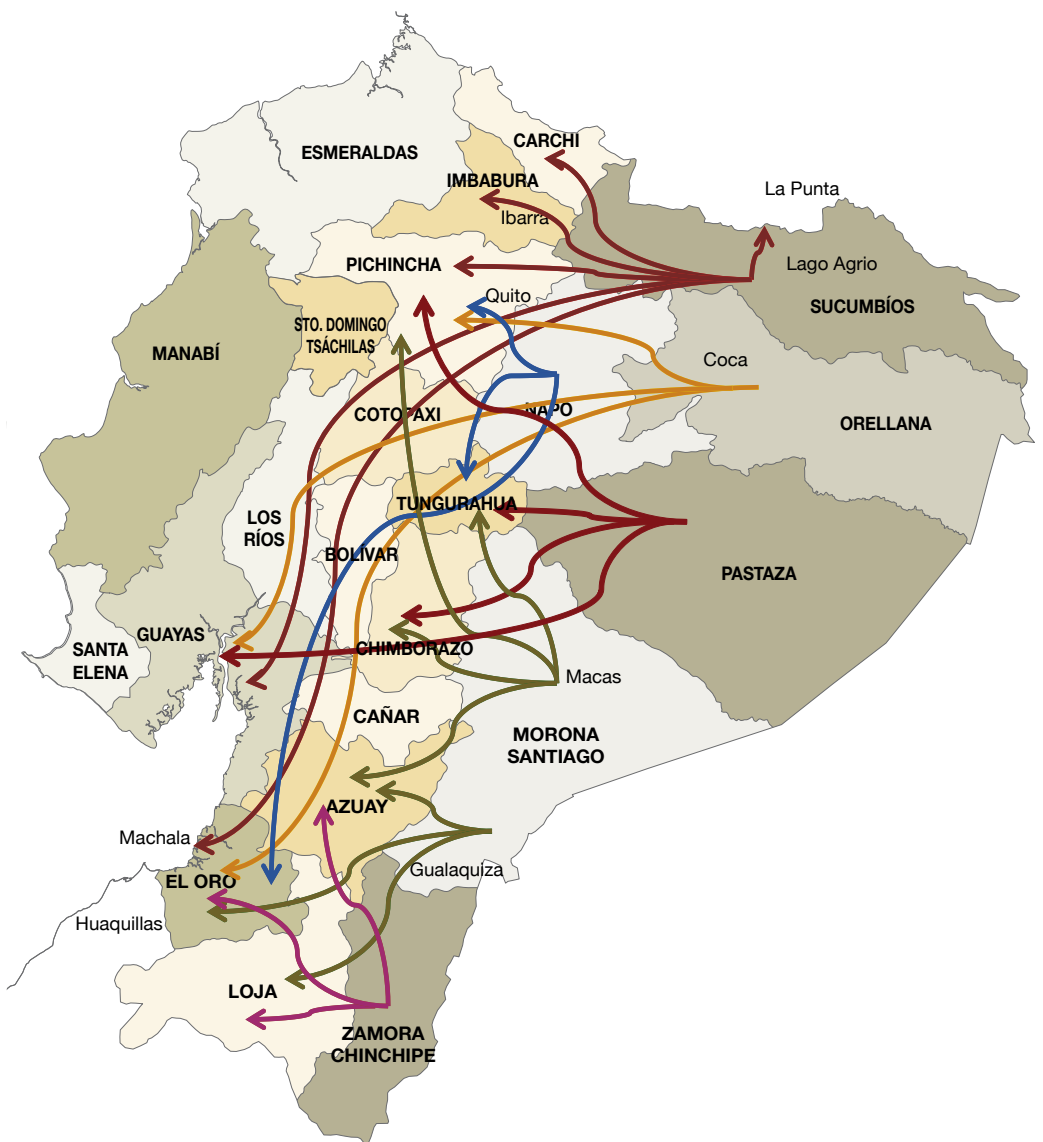 CARCHI
ESMERALDAS
IMBABURA
La Punta
Ibarra
PICHINCHA
Lago Agrio
Quito
SUCUMBÍOS
STO. DOMINGO
TSÁCHILAS
MANABÍ
Coca
COTOPAXI
NAPO
ORELLANA
TUNGURAHUA
LOS
RÍOS
BOLÍVAR
PASTAZA
GUAYAS
SANTA
ELENA
CHIMBORAZO
Macas
CAÑAR
MORONA
SANTIAGO
AZUAY
Machala
Gualaquiza
EL ORO
Huaquillas
LOJA
ZAMORA
CHINCHIPE